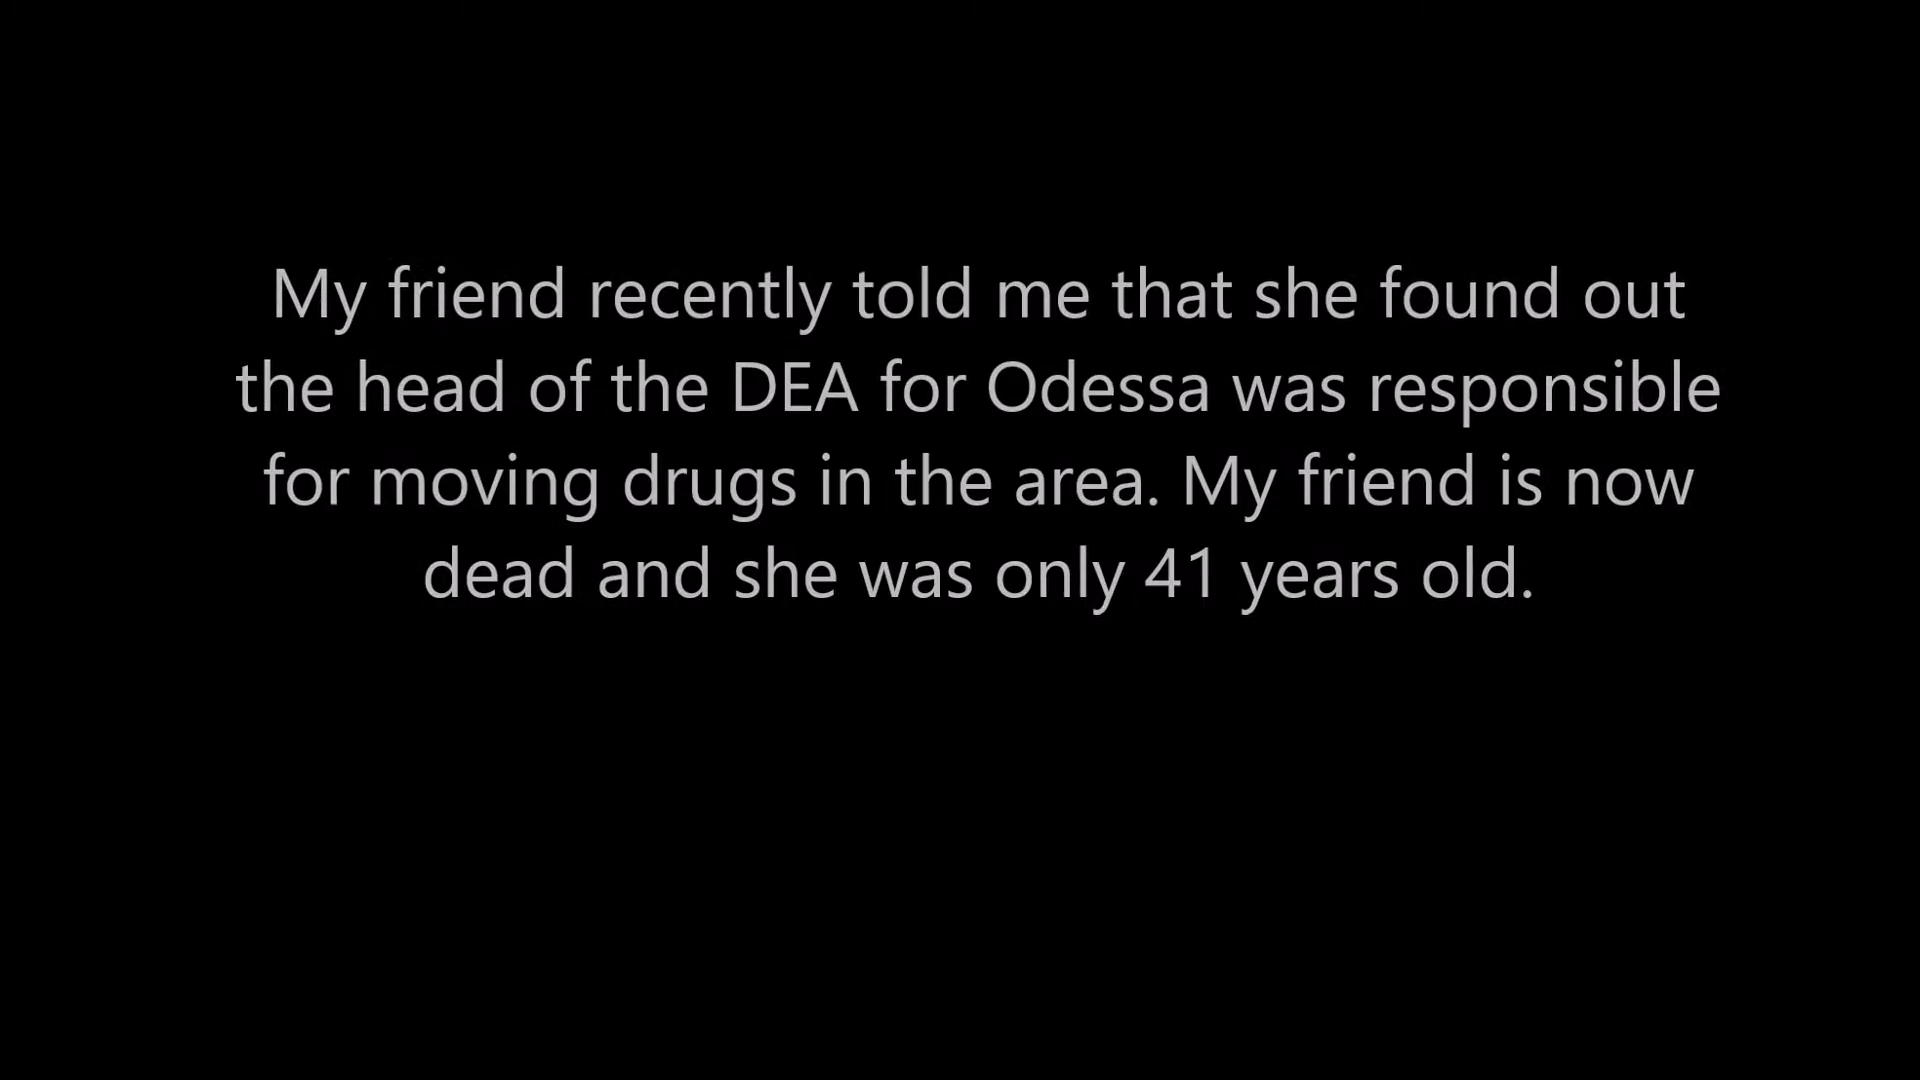 My friend recently told me that she found out
the head of the DEA for Odessa was responsible
for moving drugs in the area. My friend is now
dead and she was only 41 years old.